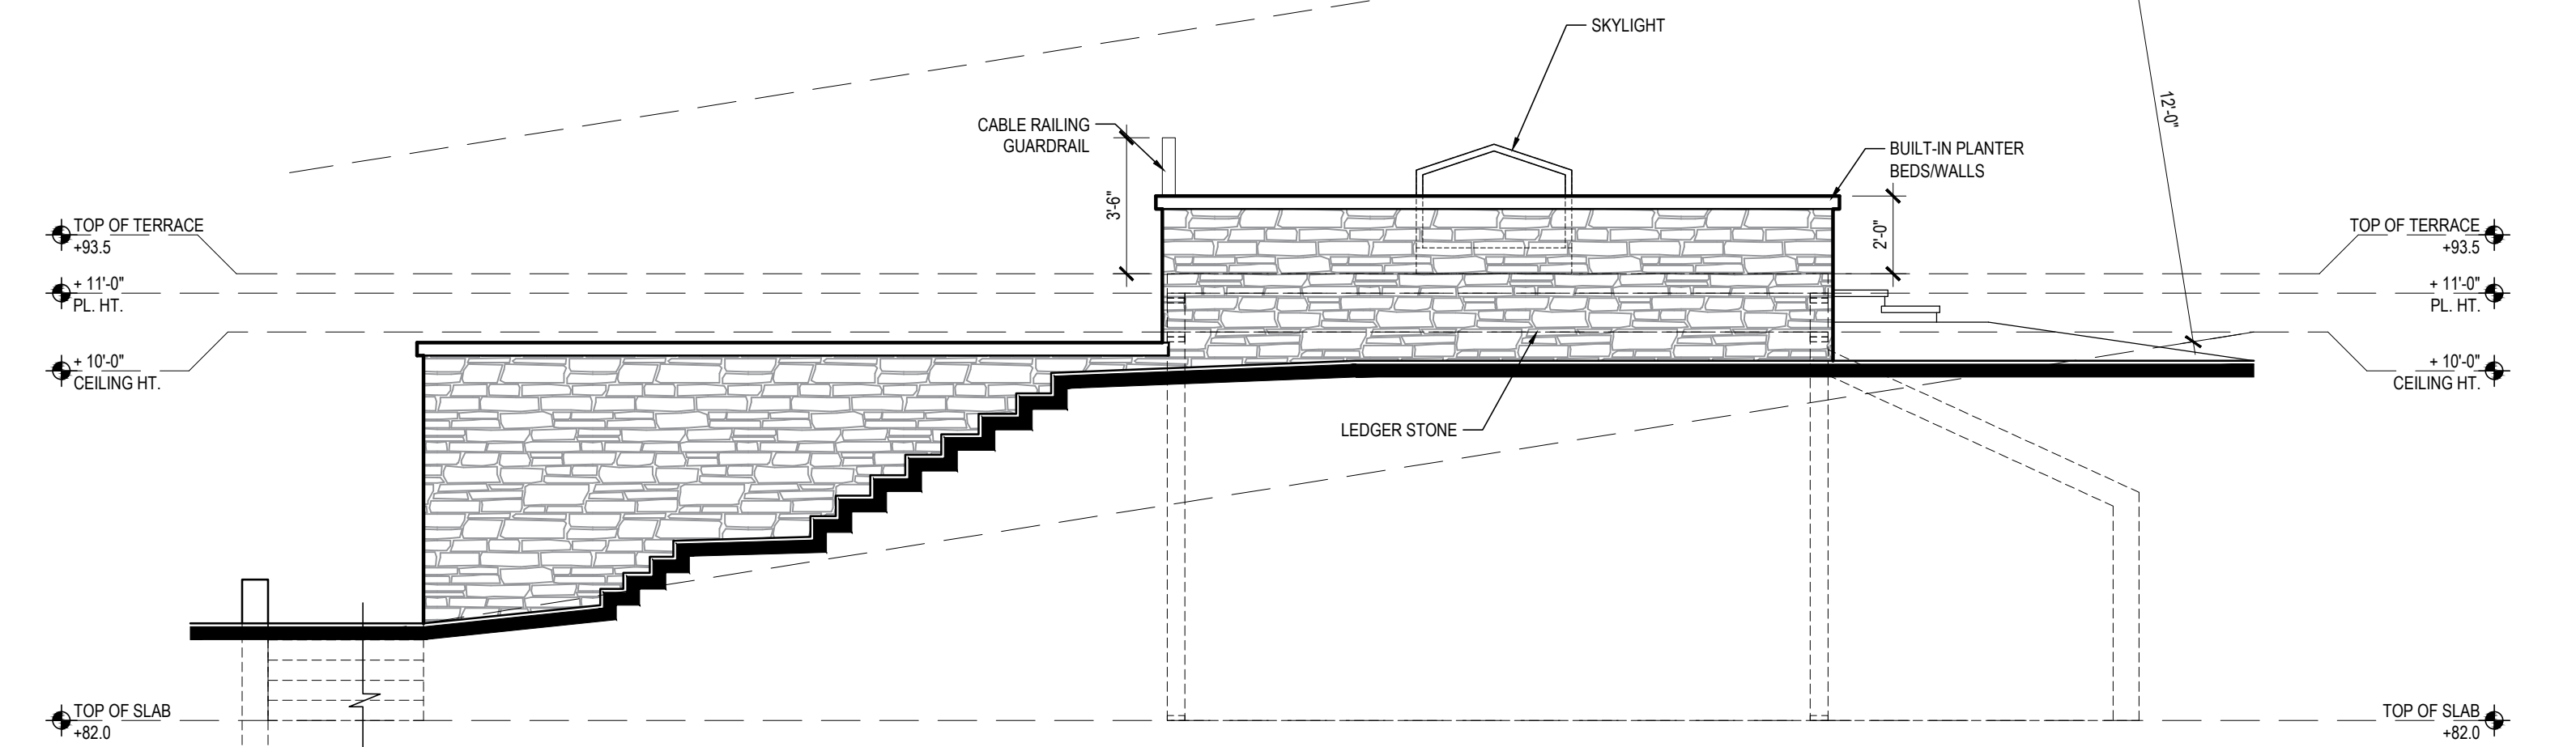 SKYLIGHT
CABLE RAILING
GUARDRAIL
12'-0"
BUILT-IN PLANTER
BEDS/WALLS
3'-6"
2'-0"
TOP OF TERRACE
+93.5
+ 11'-0"
PL. HT.
+ 10'-0"
CEILING HT.
TOP OF TERRACE
+93.5
+ 11'-0"
PL. HT.
+ 10'-0"
CEILING HT.
LEDGER STONE
TOP OF SLAB
+82.0
TOP OF SLAB
+82.0